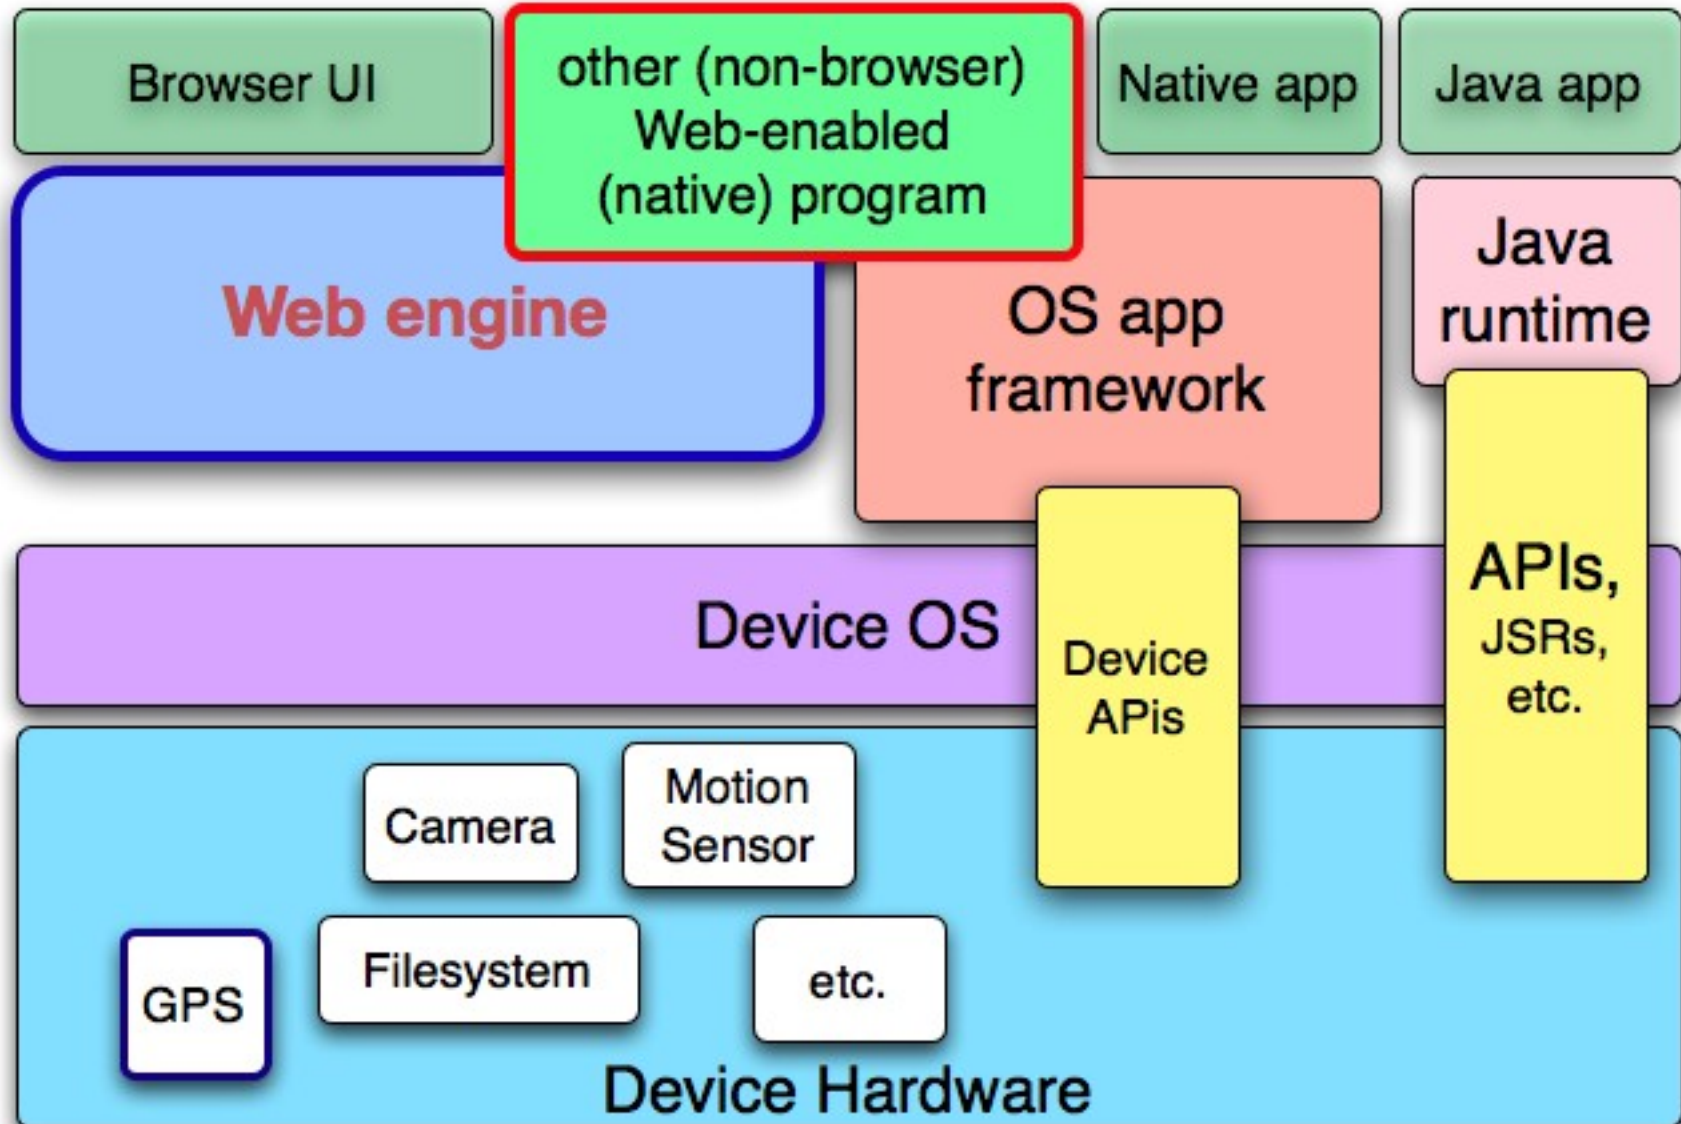 Browser UI
other (non-browser)
Web-enabled
(native) program
Native app
Java app
Web engine
OS app
framework
Java
runtime
Device OS
Device
APis
APIs,
JSRs,
etc.
Camera
Motion
Sensor
GPS
Filesystem
etc.
Device Hardware